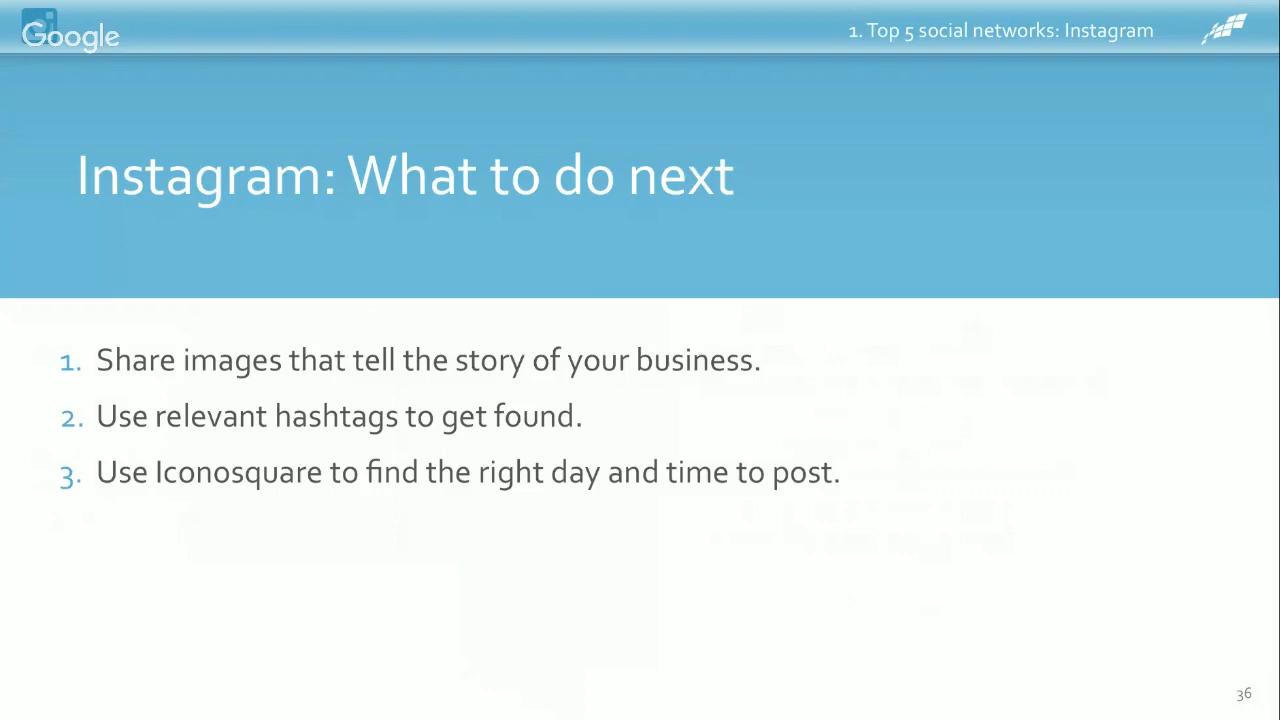 Google
1. Top 5 social networks: Instagram
Instagram: What to do next
1. Share images that tell the story of your business.
2. Use relevant hashtags to get found.
3. Use Iconosquare to find the right day and time to post.
36